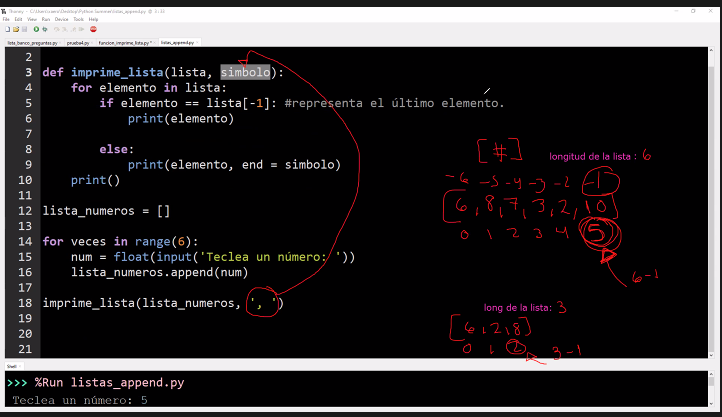 Thonny - C:\Users\Geers\Desktop\Python Summer\listas_append.py @ 3:33
File Edit View Run Device Tools Help
lista_banco_preguntas.py prueba4.py funcion_imprime_lista.py * listas_append.py
2
3 def imprime_lista(lista, simbolo):
4 for elemento in lista:
5 if elemento == lista[-1]: #representa el último elemento.
6 print(elemento)
7
8 else:
9 print(elemento, end = simbolo)
10 print()
11
12 lista_numeros = []
13
14 for veces in range(6):
15 num = float(input('Teclea un número: '))
16 lista_numeros.append(num)
17
18 imprime_lista(lista_numeros, ', ')
19
20
21
[#]
longitud de la lista : 6
-6 -5 -4 -3 -2 -1
[6, 8, 7, 3, 2, 10]
0 1 2 3 4 5
6-1
long de la lista: 3
[6, 2, 8]
0 1 2 3-1
Shell
>>> %Run listas_append.py
Teclea un número: 5